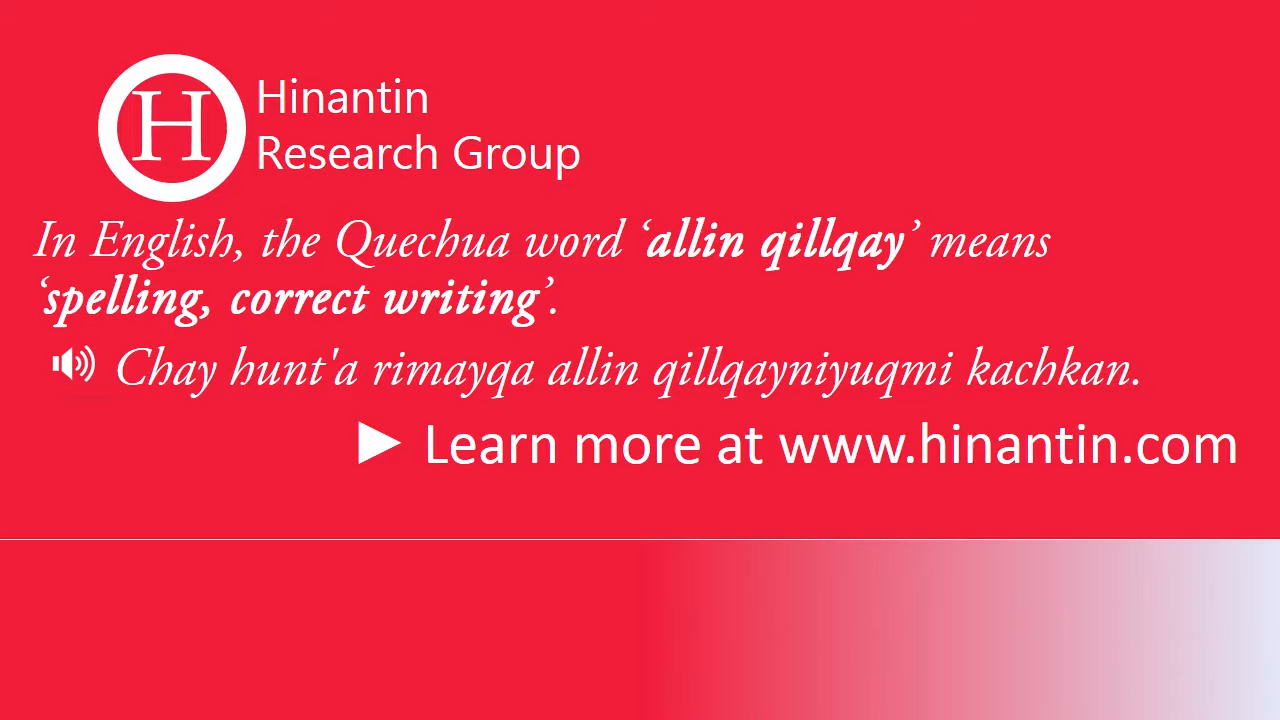 H
Hinantin
Research Group
In English, the Quechua word ‘allin qillqay’ means
‘spelling, correct writing’.
Chay hunt'a rimayqa allin qillqayniyuqmi kachkan.
► Learn more at www.hinantin.com